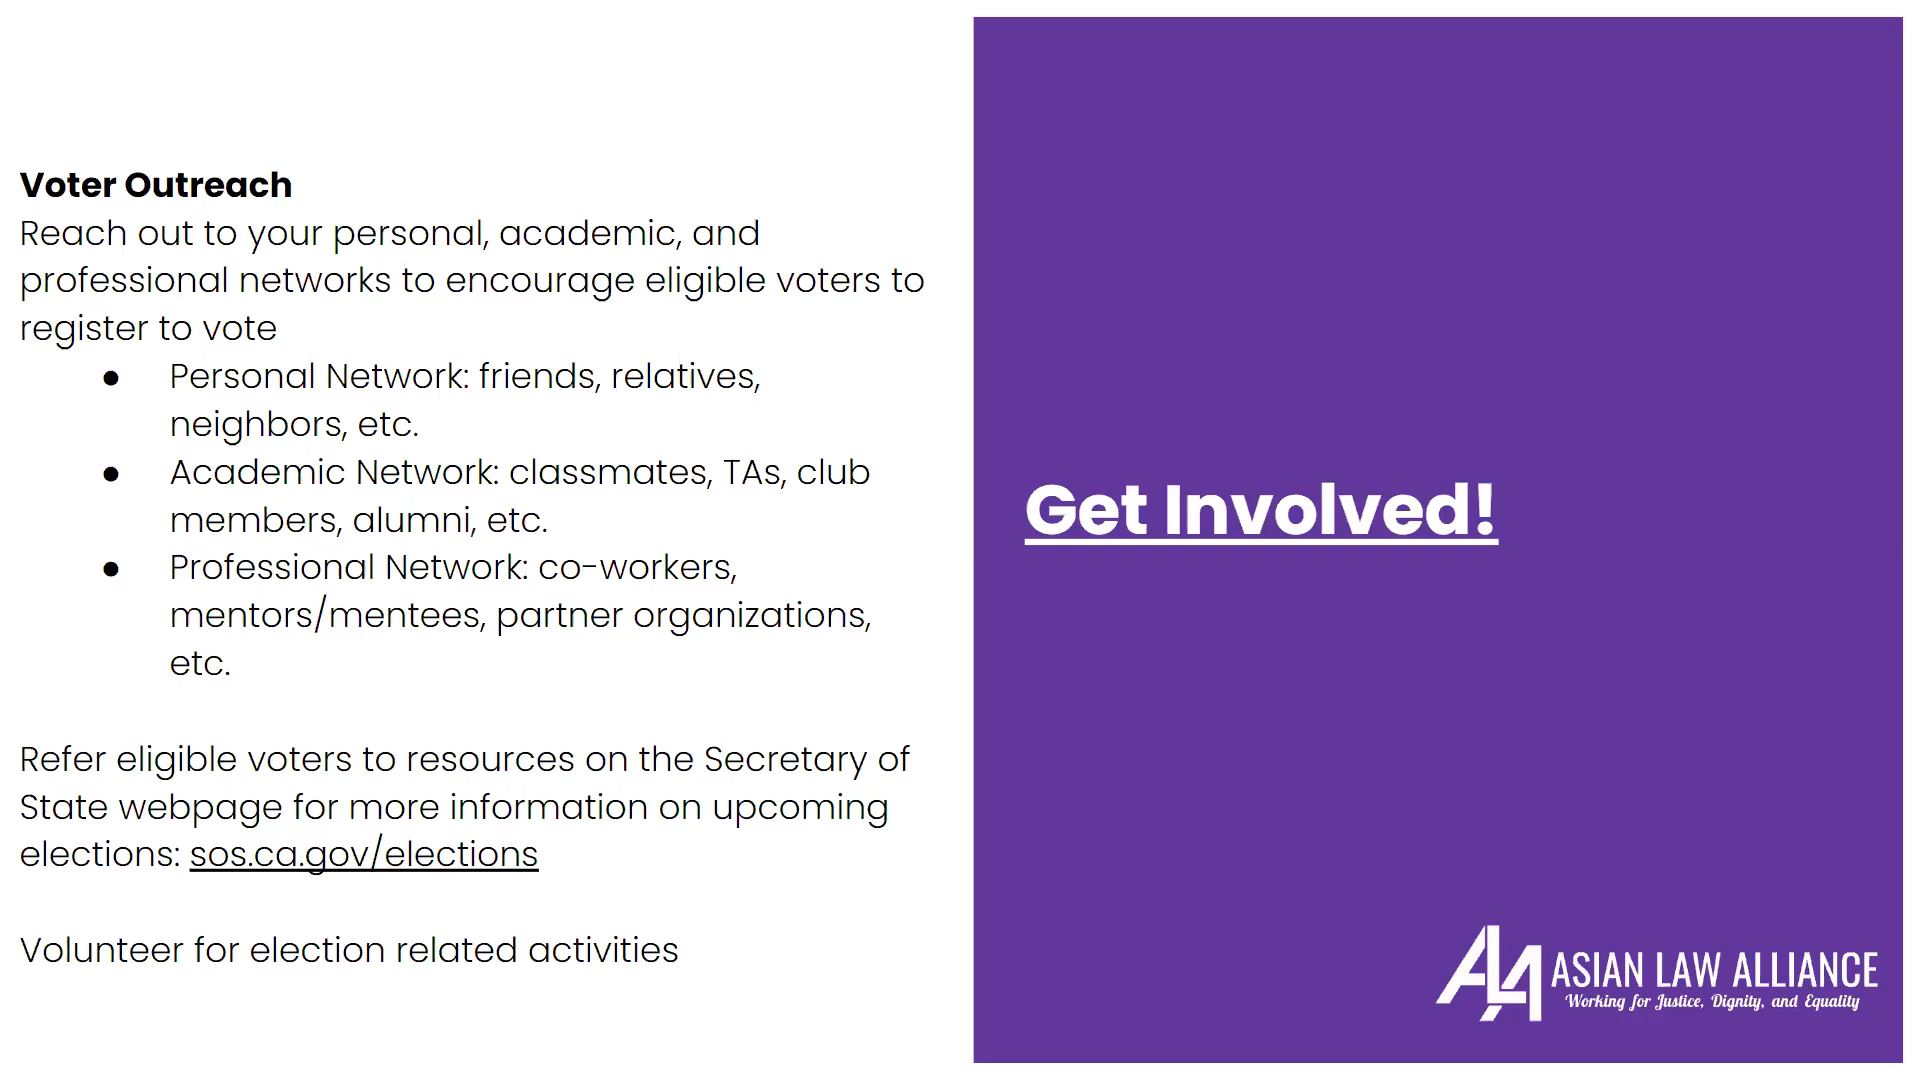 Voter Outreach
Reach out to your personal, academic, and
professional networks to encourage eligible voters to
register to vote
● Personal Network: friends, relatives,
neighbors, etc.
● Academic Network: classmates, TAs, club
members, alumni, etc.
● Professional Network: co-workers,
mentors/mentees, partner organizations,
etc.
Refer eligible voters to resources on the Secretary of
State webpage for more information on upcoming
elections: sos.ca.gov/elections
Volunteer for election related activities
Get Involved!
ALA
ASIAN LAW ALLIANCE
Working for Justice, Dignity, and Equality